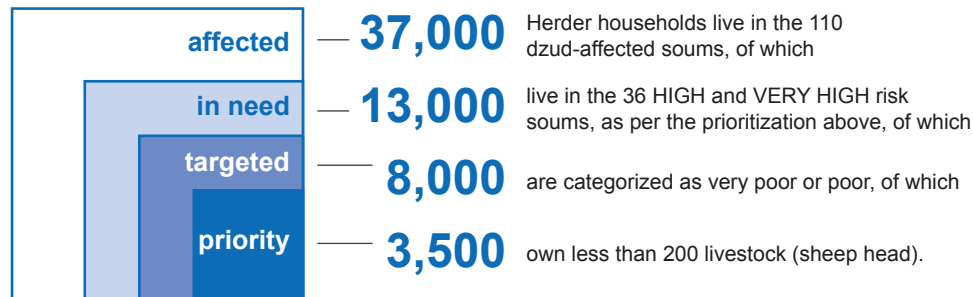 affected
37,000
Herder households live in the 110
dzud-affected soums, of which
in need
13,000
live in the 36 HIGH and VERY HIGH risk
soums, as per the prioritization above, of which
targeted
8,000
are categorized as very poor or poor, of which
priority
3,500
own less than 200 livestock (sheep head).